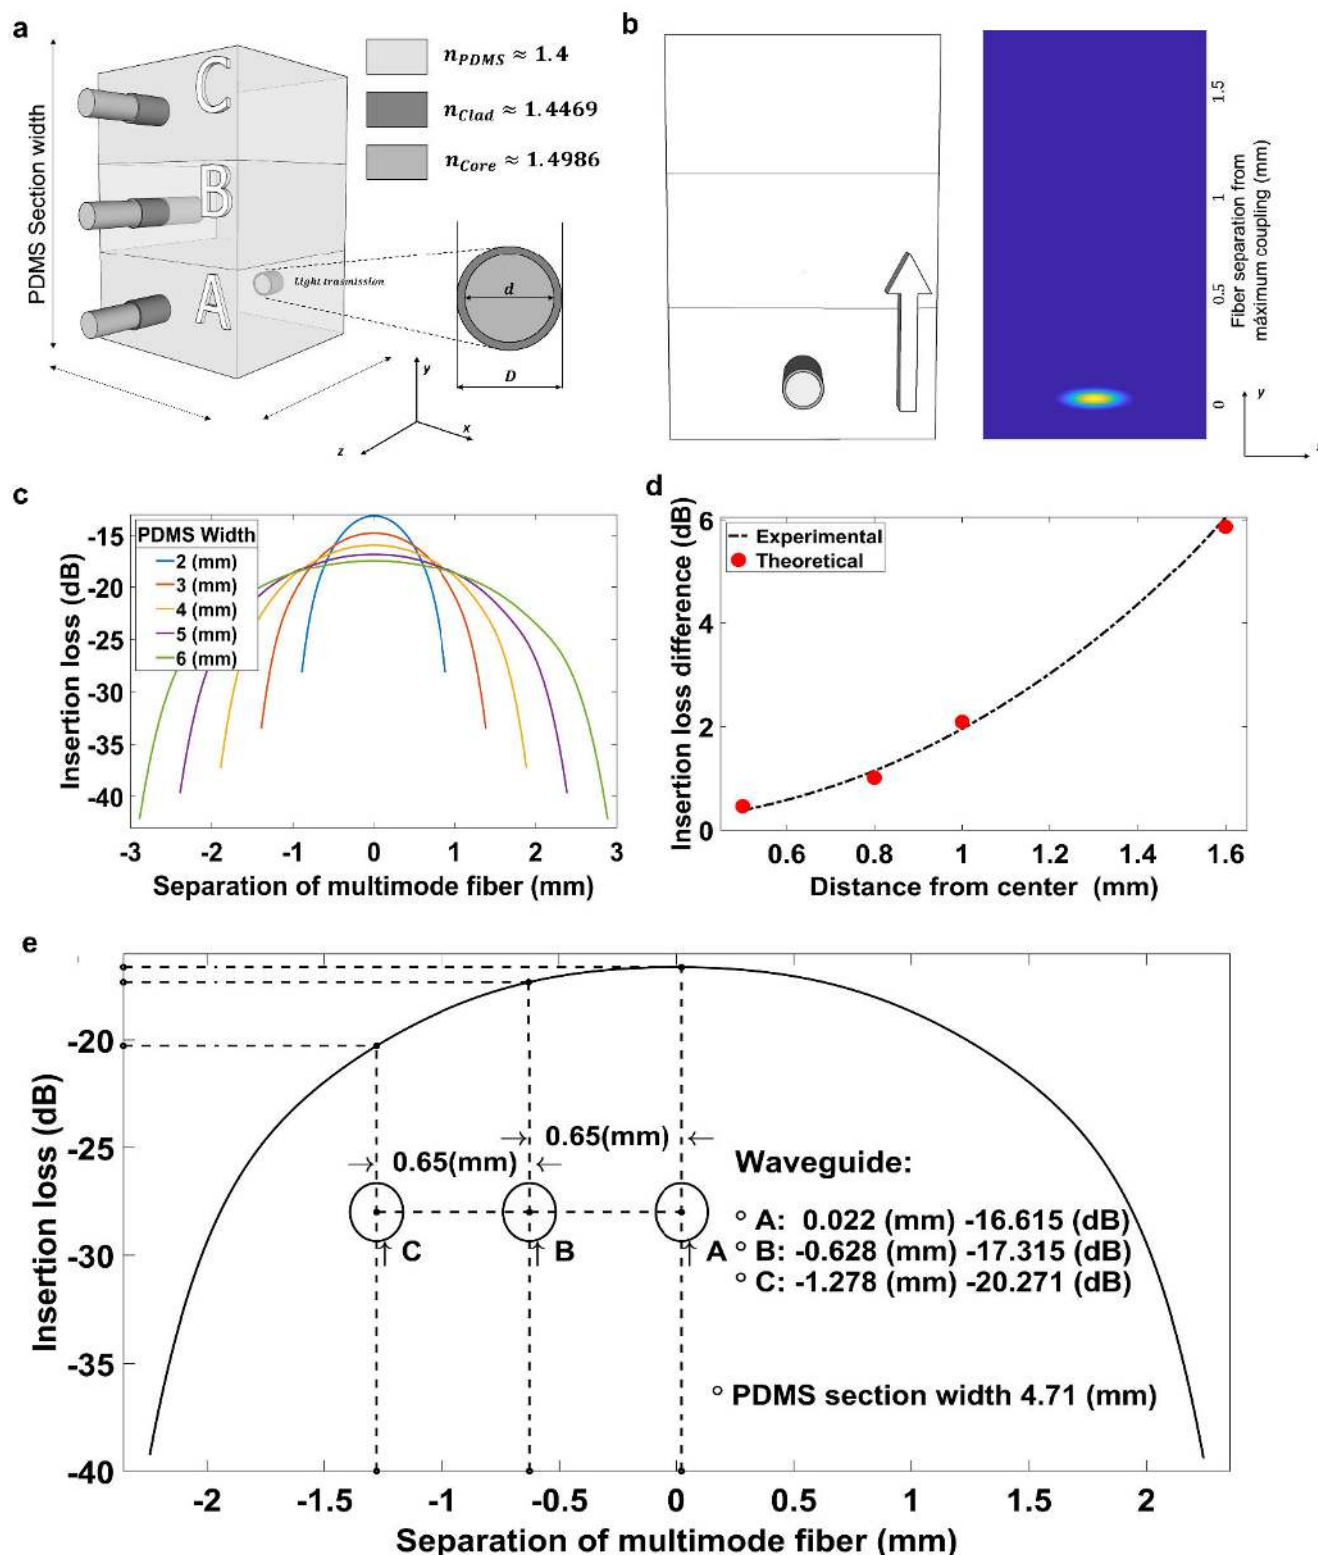 a
PDMS Section width
C
B
A
n_PDMS ≈ 1.4
n_Clad ≈ 1.4469
n_Core ≈ 1.4986
Light trasmission
d
D
y
x
z
b
1.5
1
0.5
0
Fiber separation from
máximum coupling (mm)
y
c
Insertion loss (dB)
-15
-20
-25
-30
-35
-40
PDMS Width
2 (mm)
3 (mm)
4 (mm)
5 (mm)
6 (mm)
-3 -2 -1 0 1 2 3
Separation of multimode fiber (mm)
d
Insertion loss difference (dB)
6
4
2
0
Experimental
Theoretical
0.6 0.8 1 1.2 1.4 1.6
Distance from center (mm)
e
Insertion loss (dB)
-20
-25
-30
-35
-40
0.65(mm)
0.65(mm)
C
B
A
Waveguide:
A: 0.022 (mm) -16.615 (dB)
B: -0.628 (mm) -17.315 (dB)
C: -1.278 (mm) -20.271 (dB)
PDMS section width 4.71 (mm)
-2 -1.5 -1 -0.5 0 0.5 1 1.5 2
Separation of multimode fiber (mm)